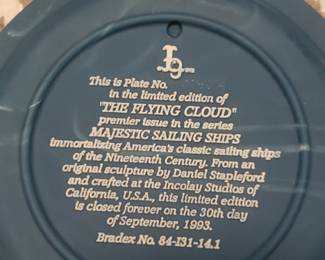 This is Plate No.
in the limited edition of
"THE FLYING CLOUD"
premier issue in the series
MAJESTIC SAILING SHIPS
immortalizing America's classic sailing ships
of the Nineteenth Century. From an
original sculpture by Daniel Stapleford
and crafted at the Incolay Studios of
California, U.S.A., this limited edition
is closed forever on the 30th day
of September, 1993.
Bradex No. 84-I31-14.1